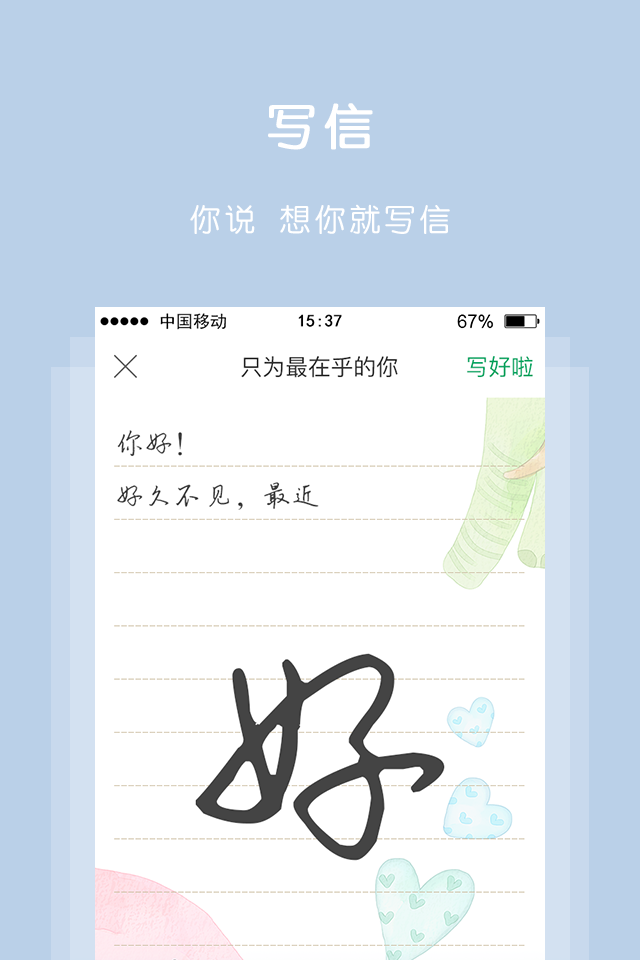 写信
你说 想你就写信
中国移动 15:37 67%
只为最在乎的你 写好啦
你好!
好久不见，最近
好